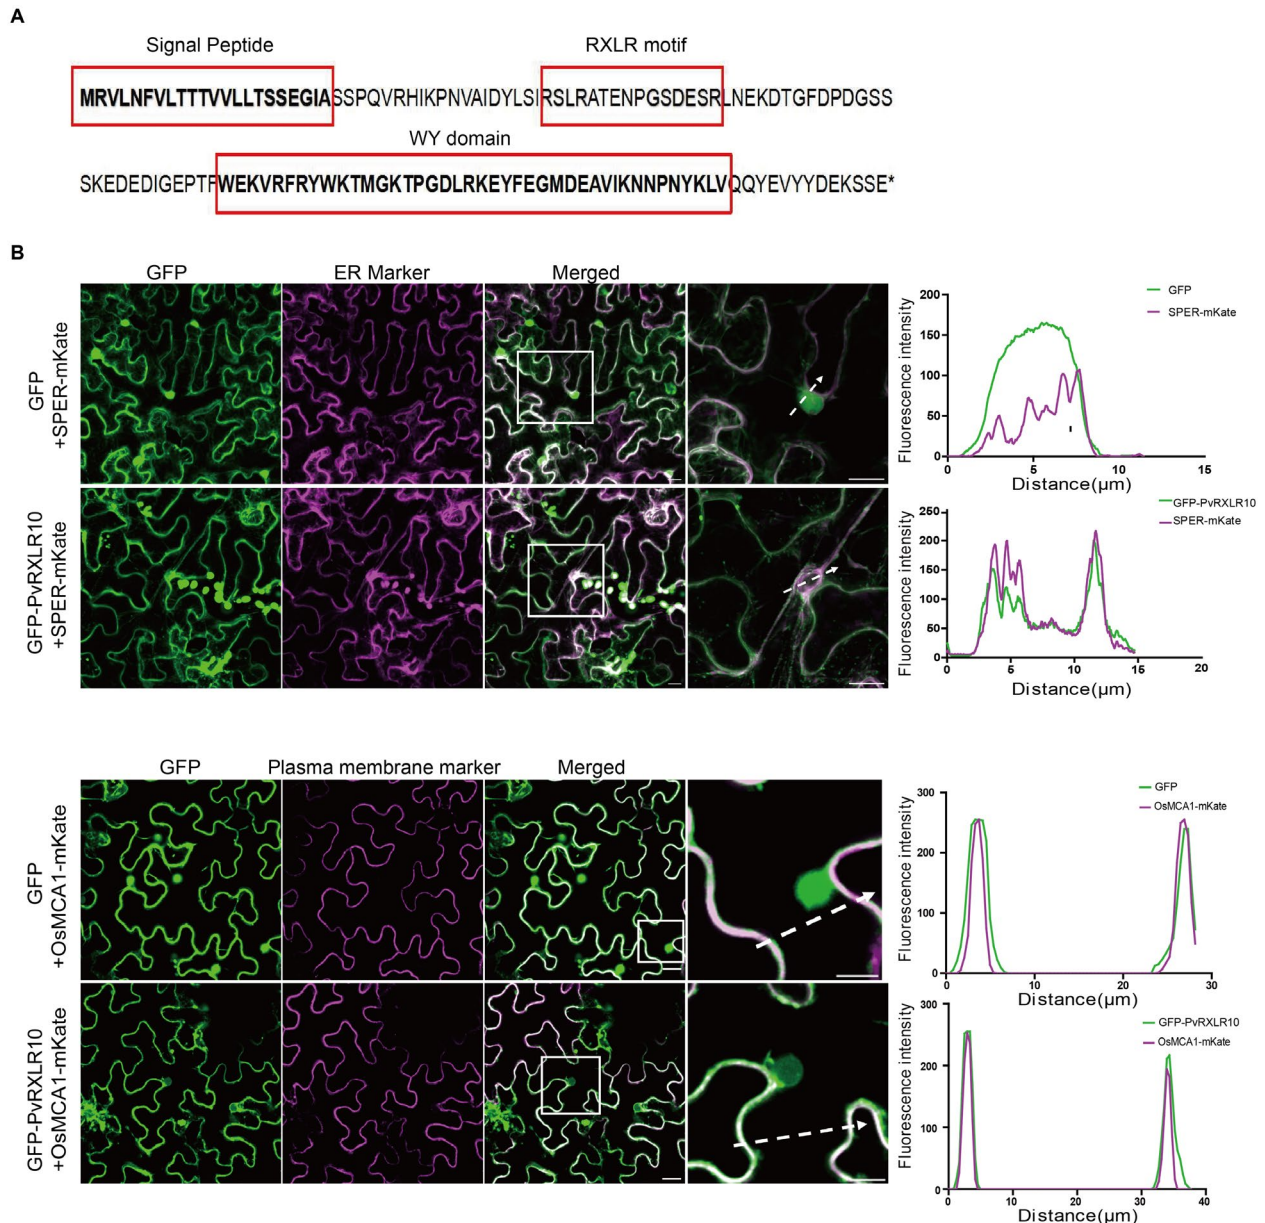 A
Signal Peptide RXLR motif
MRVLNFVLTTTVVLLTSSEGIASSPQVRHIKPNVAIDYLSIRSLRATENPGSDESRLNEKDTGFDPDGSS
WY domain
SKEDEDIGEPTFWEKVRFRYWKTMGKTPGDLRKEYFEGMDEAVIKNNPNYKLVQQYEVYYDEKSSE*
B
GFP ER Marker Merged
GFP
+SPER-mKate
GFP
SPER-mKate
Fluorescence intensity
200
150
100
50
0
0 5 10 15
Distance(µm)
GFP-PvRXLR10
+SPER-mKate
GFP-PvRXLR10
SPER-mKate
Fluorescence intensity
250
200
150
100
50
0
0 5 10 15 20
Distance(µm)
GFP Plasma membrane marker Merged
GFP
+OsMCA1-mKate
GFP
OsMCA1-mKate
Fluorescence intensity
300
200
100
0
0 10 20 30
Distance(µm)
GFP-PvRXLR10
+OsMCA1-mKate
GFP-PvRXLR10
OsMCA1-mKate
Fluorescence intensity
300
200
100
0
0 10 20 30 40
Distance(µm)